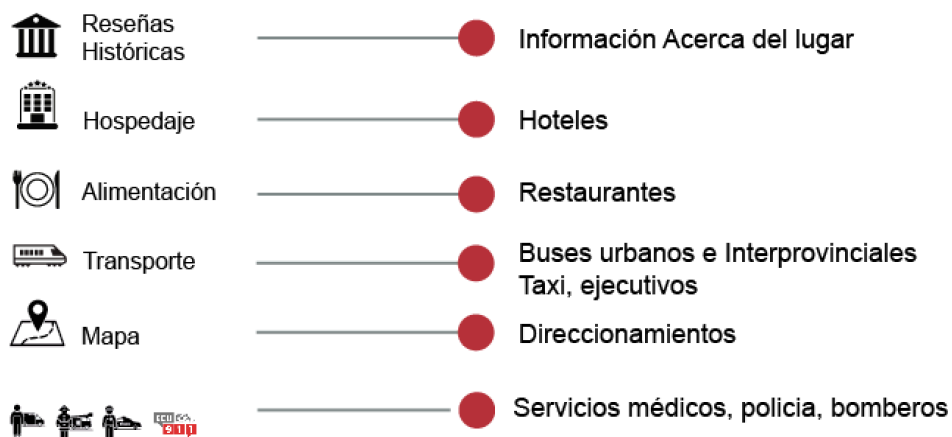 Reseñas
Históricas
Información Acerca del lugar
Hospedaje
Hoteles
Alimentación
Restaurantes
Transporte
Buses urbanos e Interprovinciales
Taxi, ejecutivos
Mapa
Direccionamientos
911
Servicios médicos, policia, bomberos